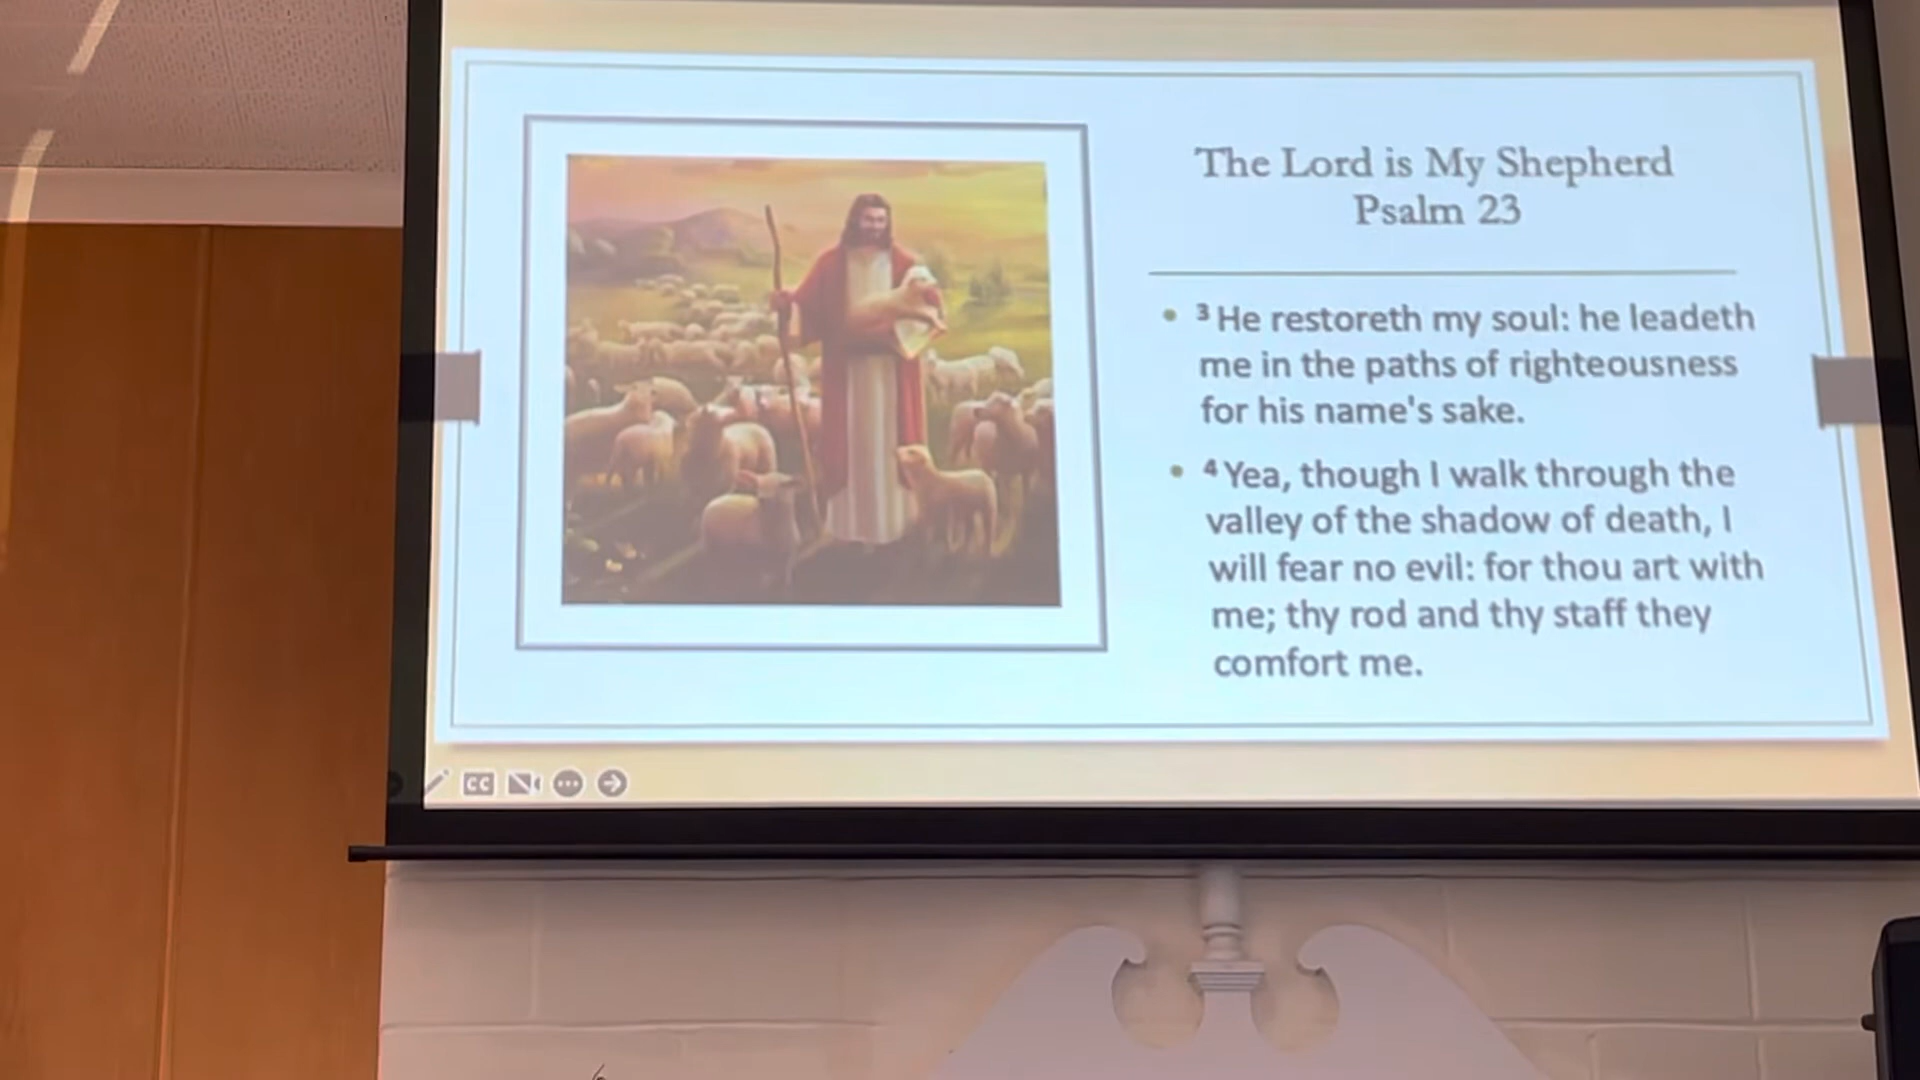 The Lord is My Shepherd
Psalm 23
• ³ He restoreth my soul: he leadeth
me in the paths of righteousness
for his name's sake.
• ⁴ Yea, though I walk through the
valley of the shadow of death, I
will fear no evil: for thou art with
me; thy rod and thy staff they
comfort me.
CC